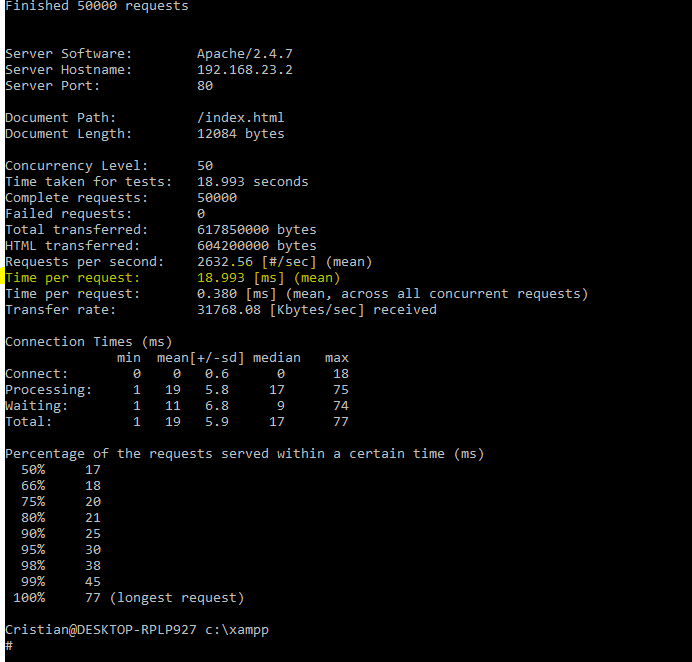 Finished 50000 requests
Server Software:        Apache/2.4.7
Server Hostname:        192.168.23.2
Server Port:            80
Document Path:          /index.html
Document Length:        12084 bytes
Concurrency Level:      50
Time taken for tests:   18.993 seconds
Complete requests:      50000
Failed requests:        0
Total transferred:      617850000 bytes
HTML transferred:       604200000 bytes
Requests per second:    2632.56 [#/sec] (mean)
Time per request:       18.993 [ms] (mean)
Time per request:       0.380 [ms] (mean, across all concurrent requests)
Transfer rate:          31768.08 [Kbytes/sec] received
Connection Times (ms)
              min  mean[+/-sd] median   max
Connect:        0    0   0.6      0      18
Processing:     1   19   5.8     17      75
Waiting:        1   11   6.8      9      74
Total:          1   19   5.9     17      77
Percentage of the requests served within a certain time (ms)
  50%     17
  66%     18
  75%     20
  80%     21
  90%     25
  95%     30
  98%     38
  99%     45
 100%     77 (longest request)
Cristian@DESKTOP-RPLP927 c:\xampp
#